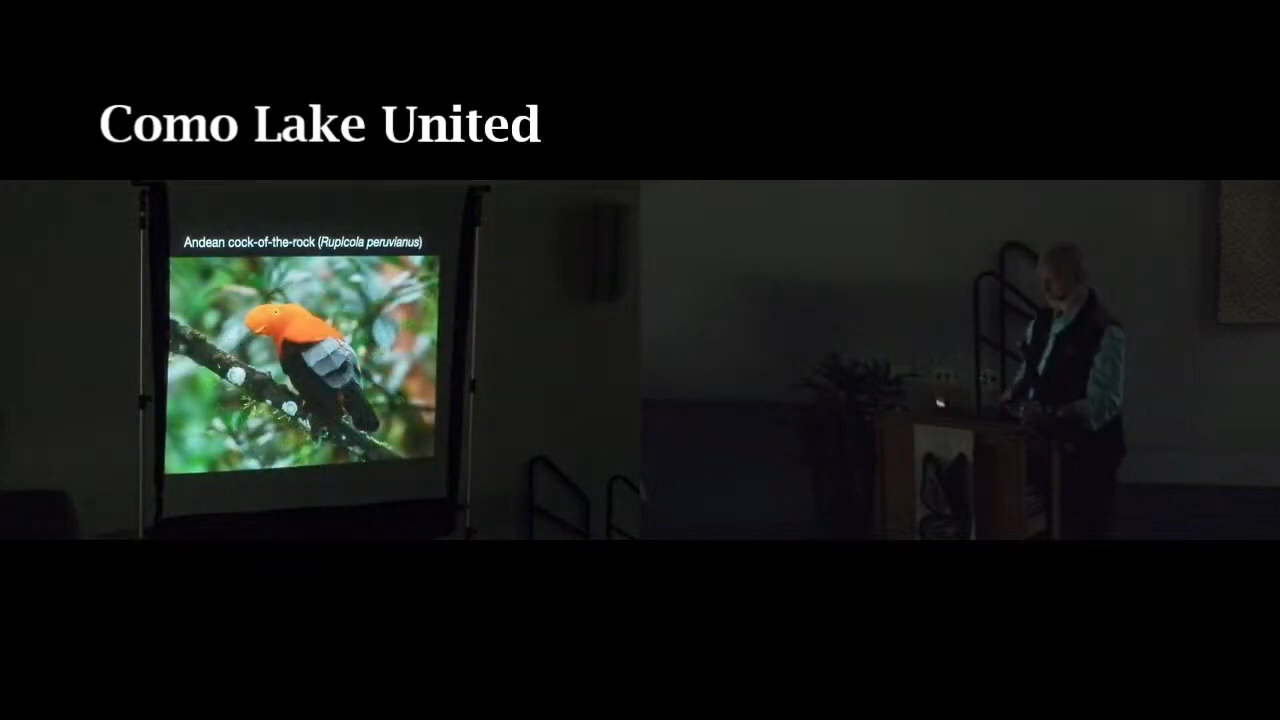 Como Lake United
Andean cock-of-the-rock (Rupicola peruvianus)